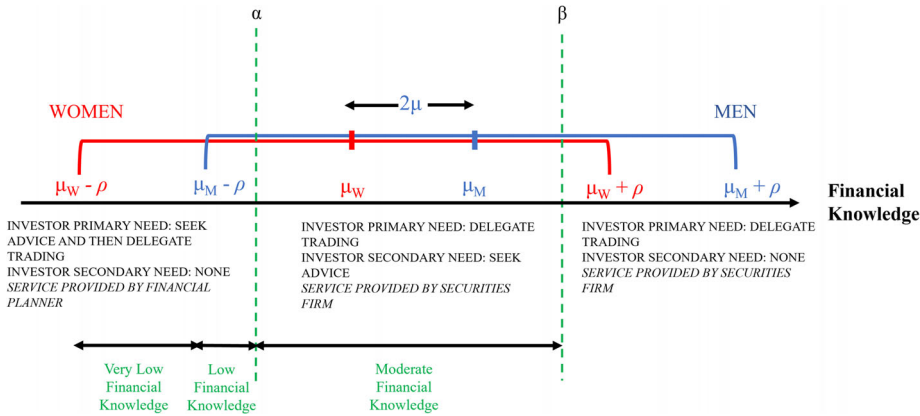 α
β
WOMEN
2μ
MEN
μW - ρ
μM - ρ
μW
μM
μW + ρ
μM + ρ
Financial
Knowledge
INVESTOR PRIMARY NEED: SEEK
ADVICE AND THEN DELEGATE
TRADING
INVESTOR SECONDARY NEED: NONE
SERVICE PROVIDED BY FINANCIAL
PLANNER
INVESTOR PRIMARY NEED: DELEGATE
TRADING
INVESTOR SECONDARY NEED: SEEK
ADVICE
SERVICE PROVIDED BY SECURITIES
FIRM
INVESTOR PRIMARY NEED: DELEGATE
TRADING
INVESTOR SECONDARY NEED: NONE
SERVICE PROVIDED BY SECURITIES
FIRM
Very Low
Financial
Knowledge
Low
Financial
Knowledge
Moderate
Financial
Knowledge